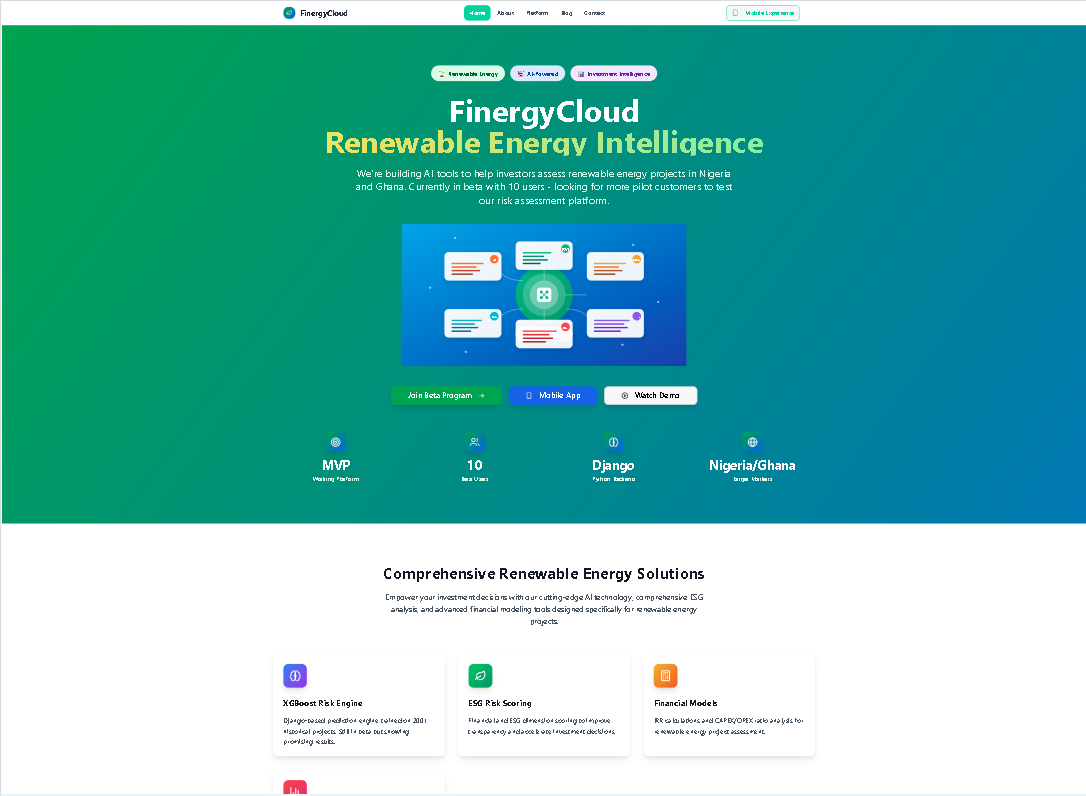 FinergyCloud
Home
About
Platform
Blog
Contact
Mobile Experience
Renewable Energy
AI-Powered
Investment Intelligence
FinergyCloud
Renewable Energy Intelligence
We're building AI tools to help investors assess renewable energy projects in Nigeria
and Ghana. Currently in beta with 10 users - looking for more pilot customers to test
our risk assessment platform.
Join Beta Program →
Mobile App
Watch Demo
MVP
Working Platform
10
Beta Users
Django
Python Backend
Nigeria/Ghana
Target Markets
Comprehensive Renewable Energy Solutions
Empower your investment decisions with our cutting-edge AI technology, comprehensive ESG
analysis, and advanced financial modeling tools designed specifically for renewable energy
projects.
XGBoost Risk Engine
Django-based prediction engine trained on 200+
historical projects. Still in beta but showing
promising results.
ESG Risk Scoring
Financial and ESG dimension scoring to improve
transparency and accelerate investment decisions.
Financial Models
IRR calculations and CAPEX/OPEX ratio analysis for
renewable energy project assessment.